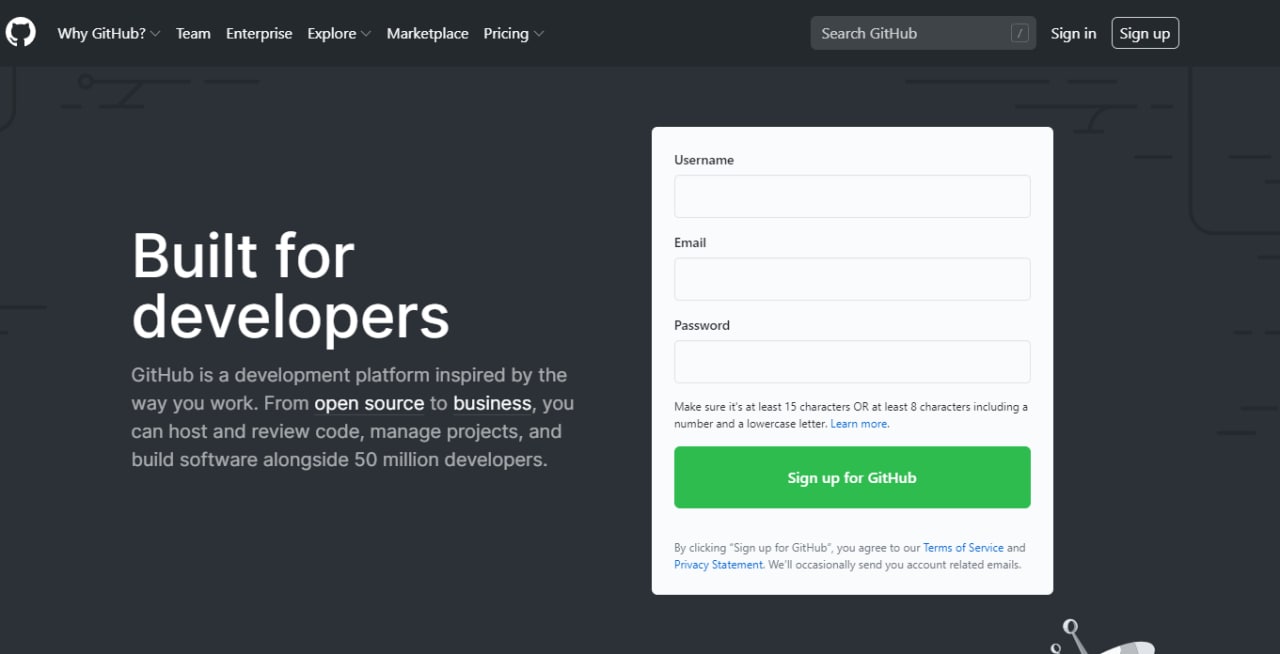 Why GitHub? Team Enterprise Explore Marketplace Pricing Search GitHub / Sign in Sign up
Built for
developers
GitHub is a development platform inspired by the
way you work. From open source to business, you
can host and review code, manage projects, and
build software alongside 50 million developers.
Username
Email
Password
Make sure it's at least 15 characters OR at least 8 characters including a
number and a lowercase letter. Learn more.
Sign up for GitHub
By clicking “Sign up for GitHub”, you agree to our Terms of Service and
Privacy Statement. We'll occasionally send you account related emails.